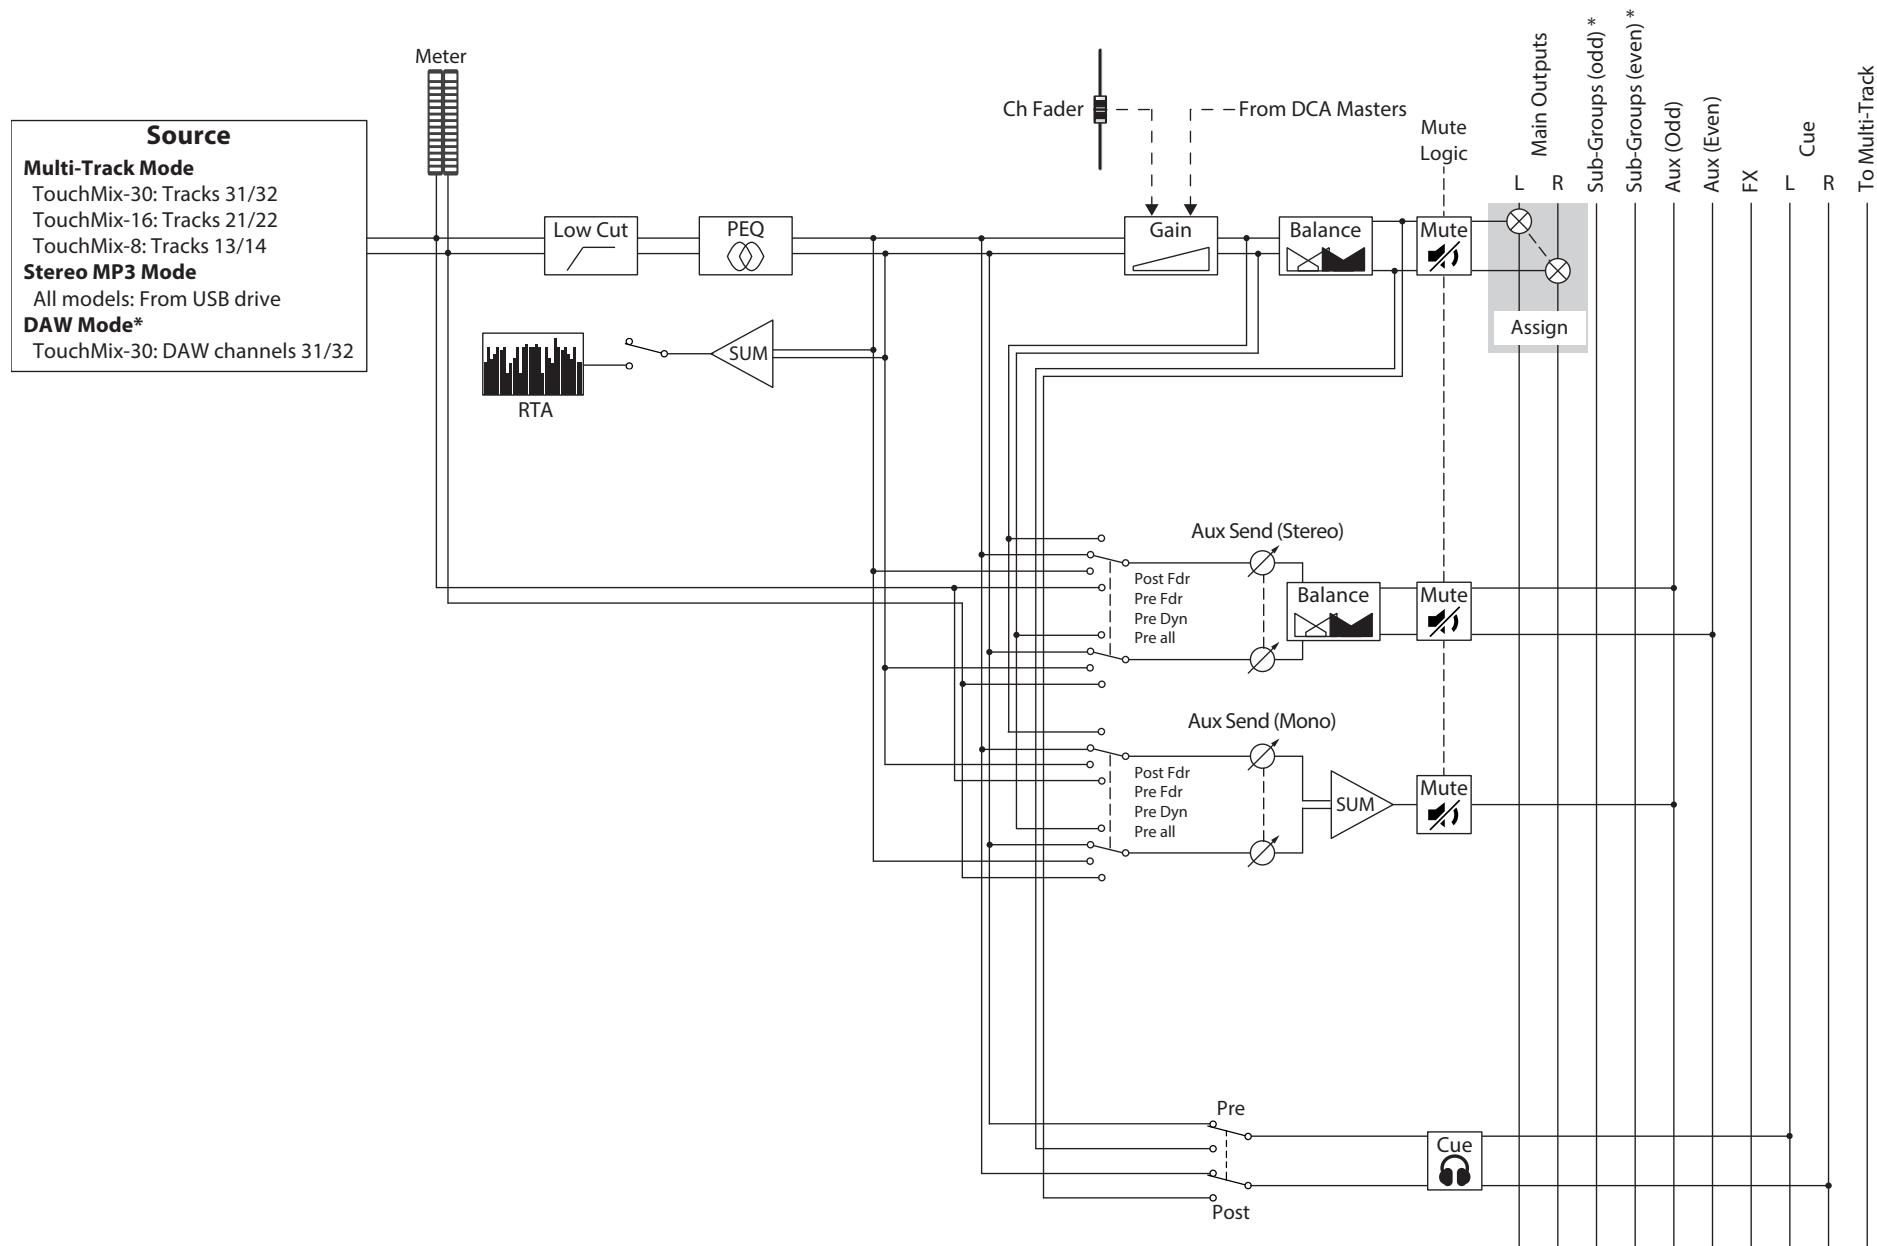 Meter
Source
Multi-Track Mode
TouchMix-30: Tracks 31/32
TouchMix-16: Tracks 21/22
TouchMix-8: Tracks 13/14
Stereo MP3 Mode
All models: From USB drive
DAW Mode*
TouchMix-30: DAW channels 31/32
Low Cut
PEQ
SUM
RTA
Ch Fader
From DCA Masters
Gain
Balance
Mute
Logic
Mute
Main Outputs
L
R
Sub-Groups (odd) *
Sub-Groups (even) *
Aux (Odd)
Aux (Even)
FX
Cue
L
R
To Multi-Track
Assign
Aux Send (Stereo)
Post Fdr
Pre Fdr
Pre Dyn
Pre all
Balance
Mute
Aux Send (Mono)
Post Fdr
Pre Fdr
Pre Dyn
Pre all
SUM
Mute
Pre
Post
Cue